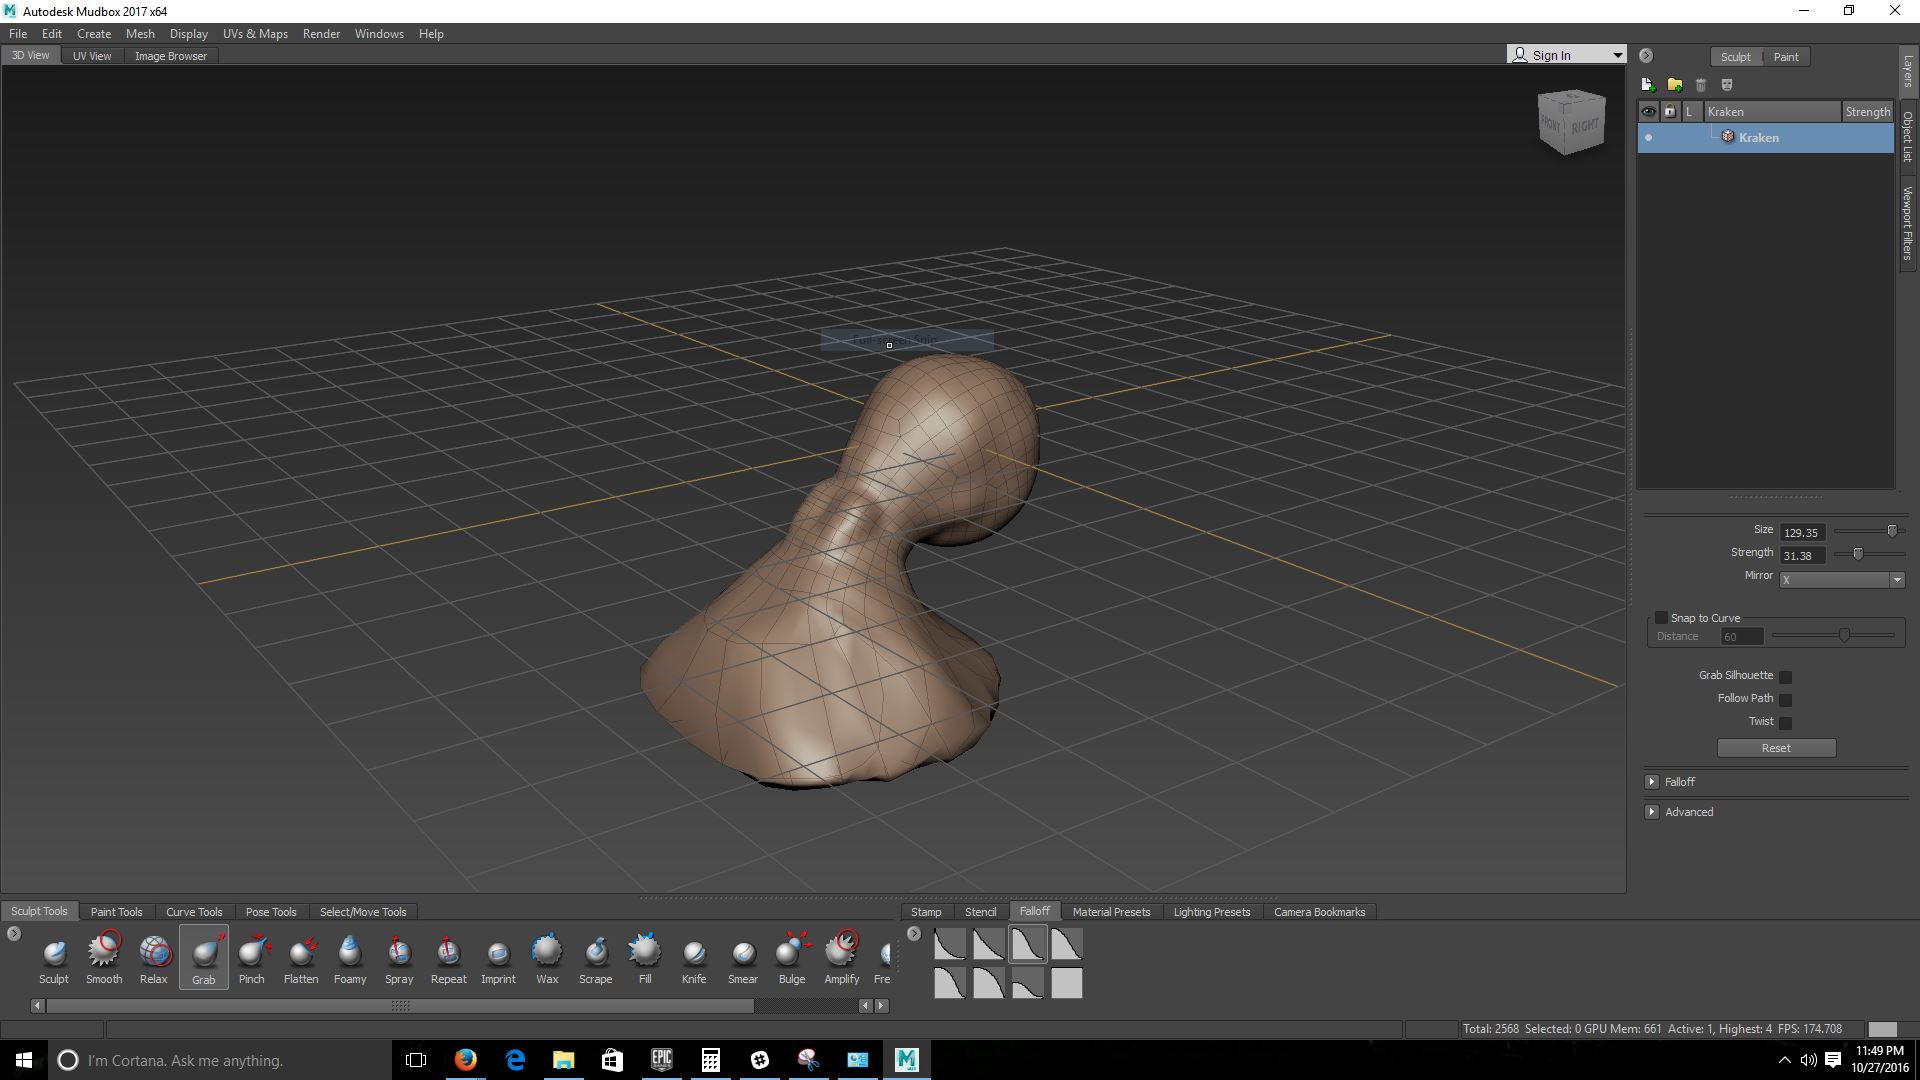 Autodesk Mudbox 2017 x64
File Edit Create Mesh Display UVs & Maps Render Windows Help
3D View UV View Image Browser
Sign In
Sculpt Paint
L Kraken Strength
Kraken
Layers
Object List
Viewport Filters
FRONT RIGHT
Full-screen Snip
Size 129.35
Strength 31.38
Mirror X
Snap to Curve
Distance 60
Grab Silhouette
Follow Path
Twist
Reset
Falloff
Advanced
Sculpt Tools Paint Tools Curve Tools Pose Tools Select/Move Tools
Stamp Stencil Falloff Material Presets Lighting Presets Camera Bookmarks
Sculpt Smooth Relax Grab Pinch Flatten Foamy Spray Repeat Imprint Wax Scrape Fill Knife Smear Bulge Amplify Fre
Total: 2568 Selected: 0 GPU Mem: 661 Active: 1, Highest: 4 FPS: 174.708
I'm Cortana. Ask me anything.
EPIC
GAMES
M
11:49 PM
10/27/2016